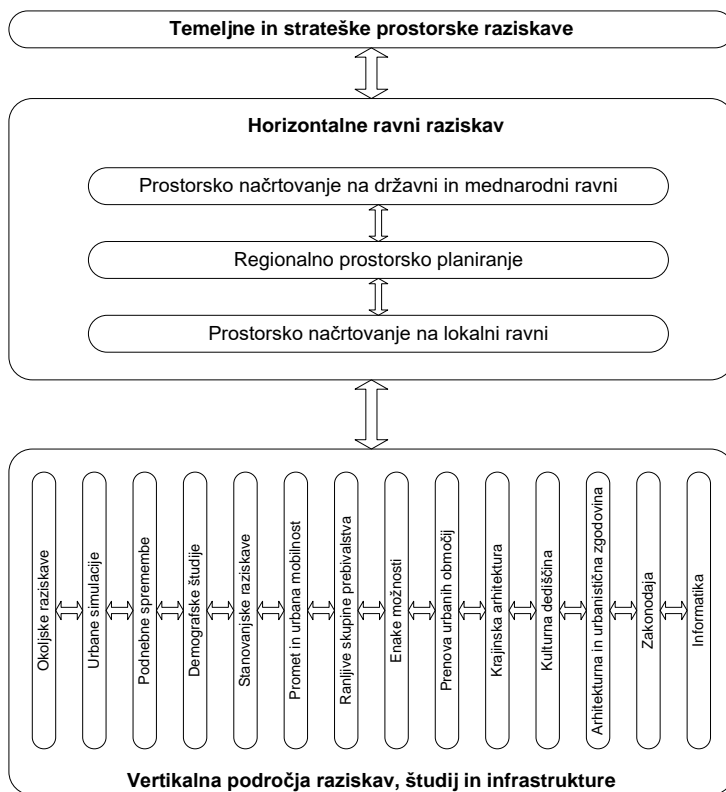 Temeljne in strateške prostorske raziskave
Horizontalne ravni raziskav
Prostorsko načrtovanje na državni in mednarodni ravni
Regionalno prostorsko planiranje
Prostorsko načrtovanje na lokalni ravni
Okoljske raziskave
Urbane simulacije
Podnebne spremembe
Demografske študije
Stanovanjske raziskave
Promet in urbana mobilnost
Ranljive skupine prebivalstva
Enake možnosti
Prenova urbanih območij
Krajinska arhitektura
Kulturna dediščina
Arhitekturna in urbanistična zgodovina
Zakonodaja
Informatika
Vertikalna področja raziskav, študij in infrastrukture